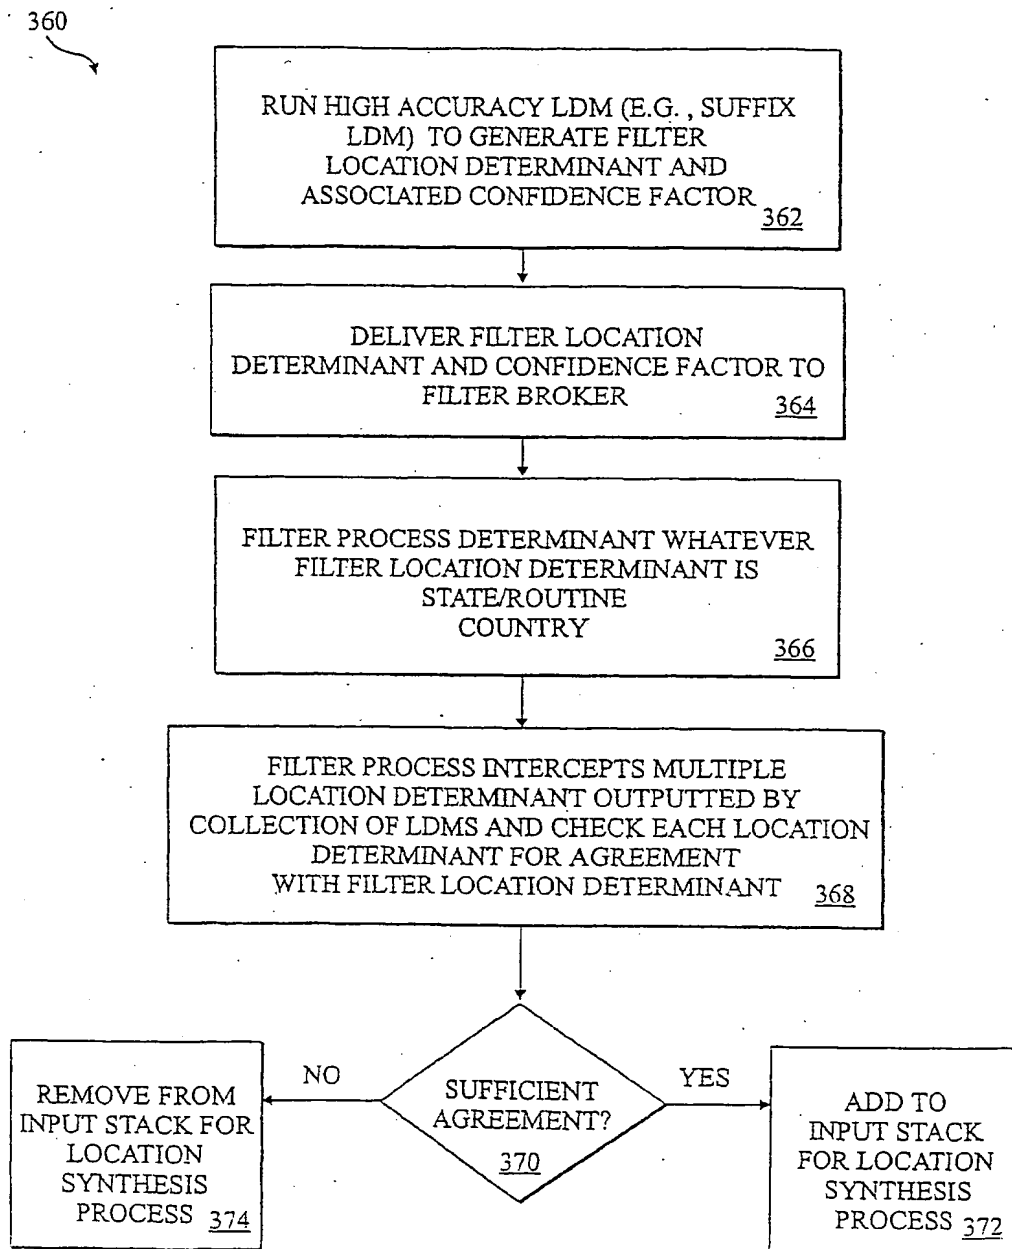 360
RUN HIGH ACCURACY LDM (E.G. , SUFFIX
LDM) TO GENERATE FILTER
LOCATION DETERMINANT AND
ASSOCIATED CONFIDENCE FACTOR
362
DELIVER FILTER LOCATION
DETERMINANT AND CONFIDENCE FACTOR TO
FILTER BROKER
364
FILTER PROCESS DETERMINANT WHATEVER
FILTER LOCATION DETERMINANT IS
STATE/ROUTINE
COUNTRY
366
FILTER PROCESS INTERCEPTS MULTIPLE
LOCATION DETERMINANT OUTPUTTED BY
COLLECTION OF LDMS AND CHECK EACH LOCATION
DETERMINANT FOR AGREEMENT
WITH FILTER LOCATION DETERMINANT
368
SUFFICIENT
AGREEMENT?
370
NO
REMOVE FROM
INPUT STACK FOR
LOCATION
SYNTHESIS
PROCESS 374
YES
ADD TO
INPUT STACK
FOR LOCATION
SYNTHESIS
PROCESS 372